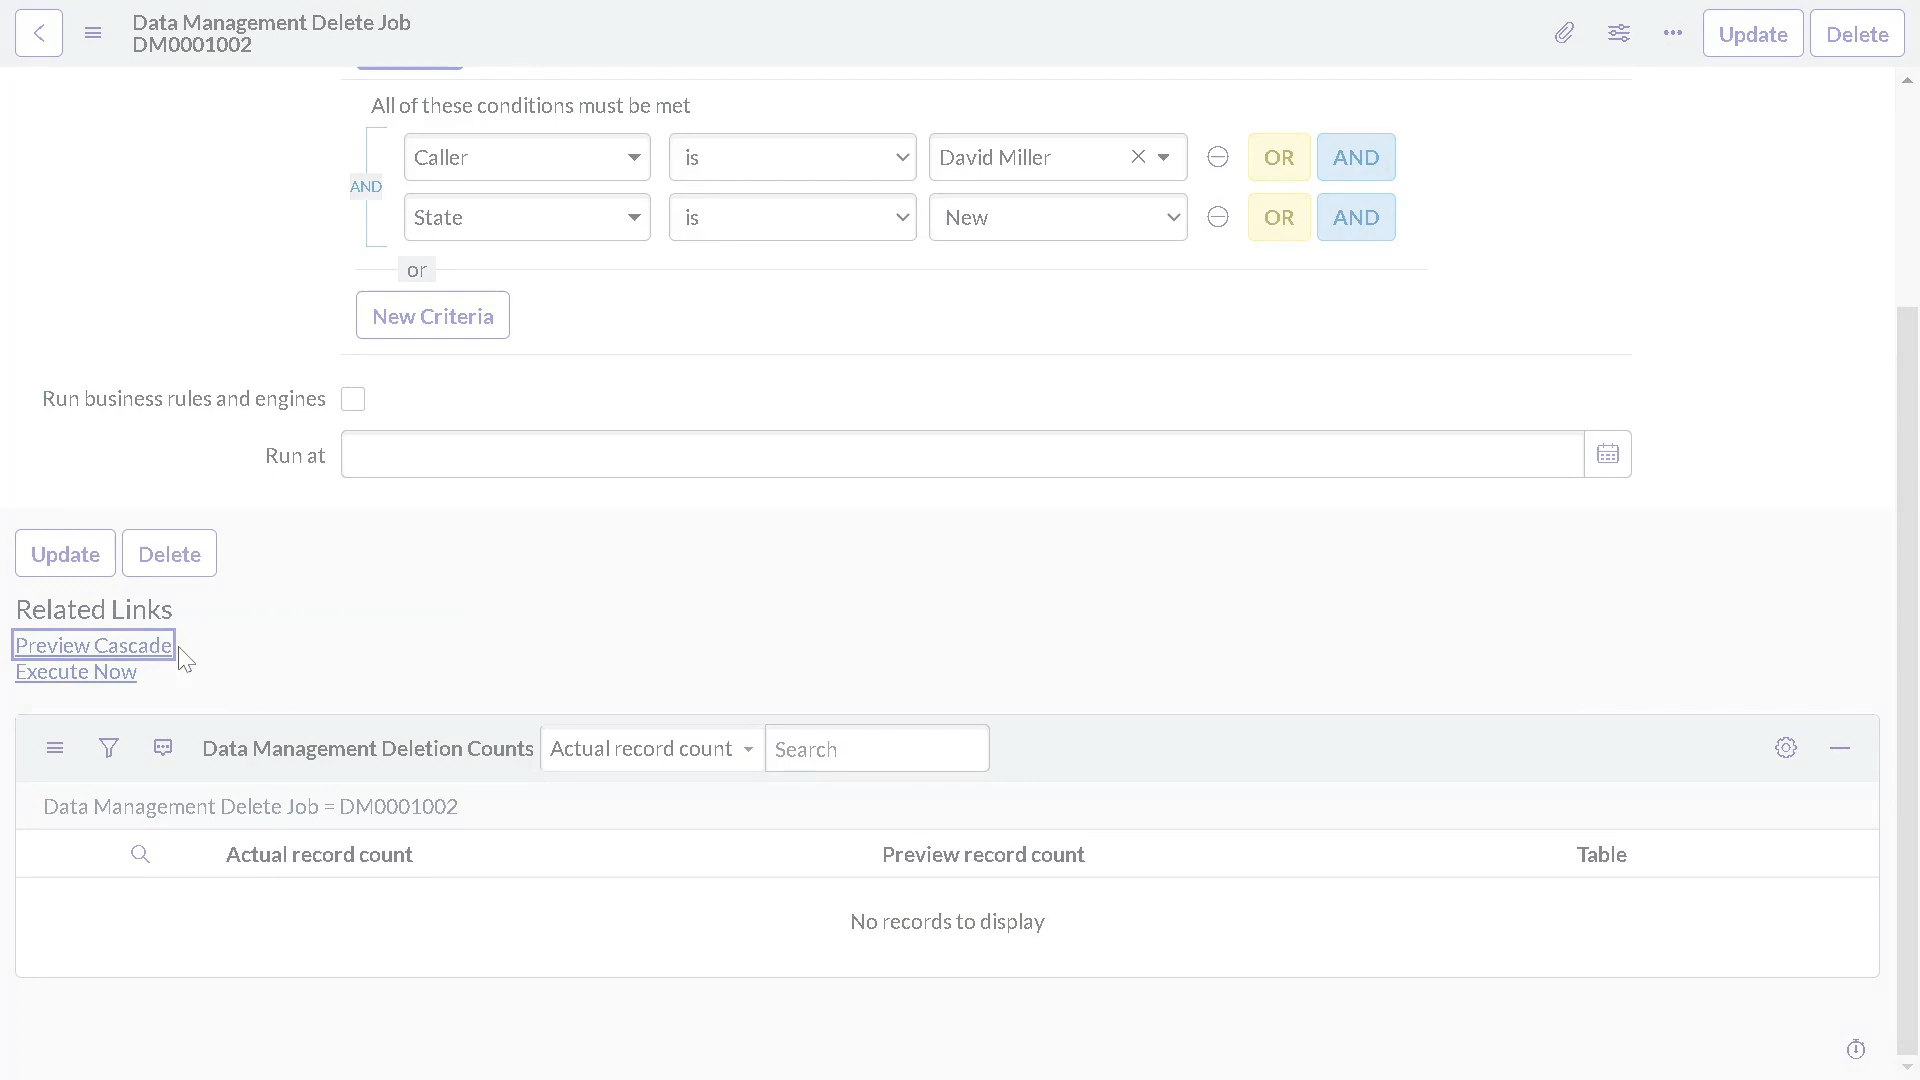 Data Management Delete Job
DM0001002
Update
Delete
All of these conditions must be met
Caller
is
David Miller
OR
AND
AND
State
is
New
OR
AND
or
New Criteria
Run business rules and engines
Run at
Update
Delete
Related Links
Preview Cascade
Execute Now
Data Management Deletion Counts
Actual record count
Search
Data Management Delete Job = DM0001002
Actual record count
Preview record count
Table
No records to display